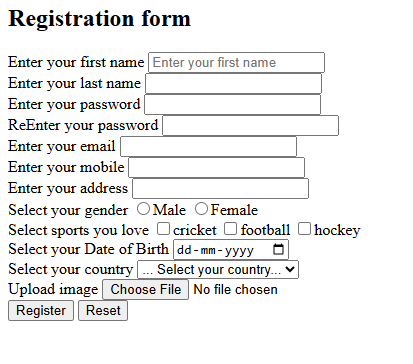 Registration form
Enter your first name Enter your first name
Enter your last name
Enter your password
ReEnter your password
Enter your email
Enter your mobile
Enter your address
Select your gender Male Female
Select sports you love cricket football hockey
Select your Date of Birth dd-mm-yyyy
Select your country ... Select your country...
Upload image Choose File No file chosen
Register Reset